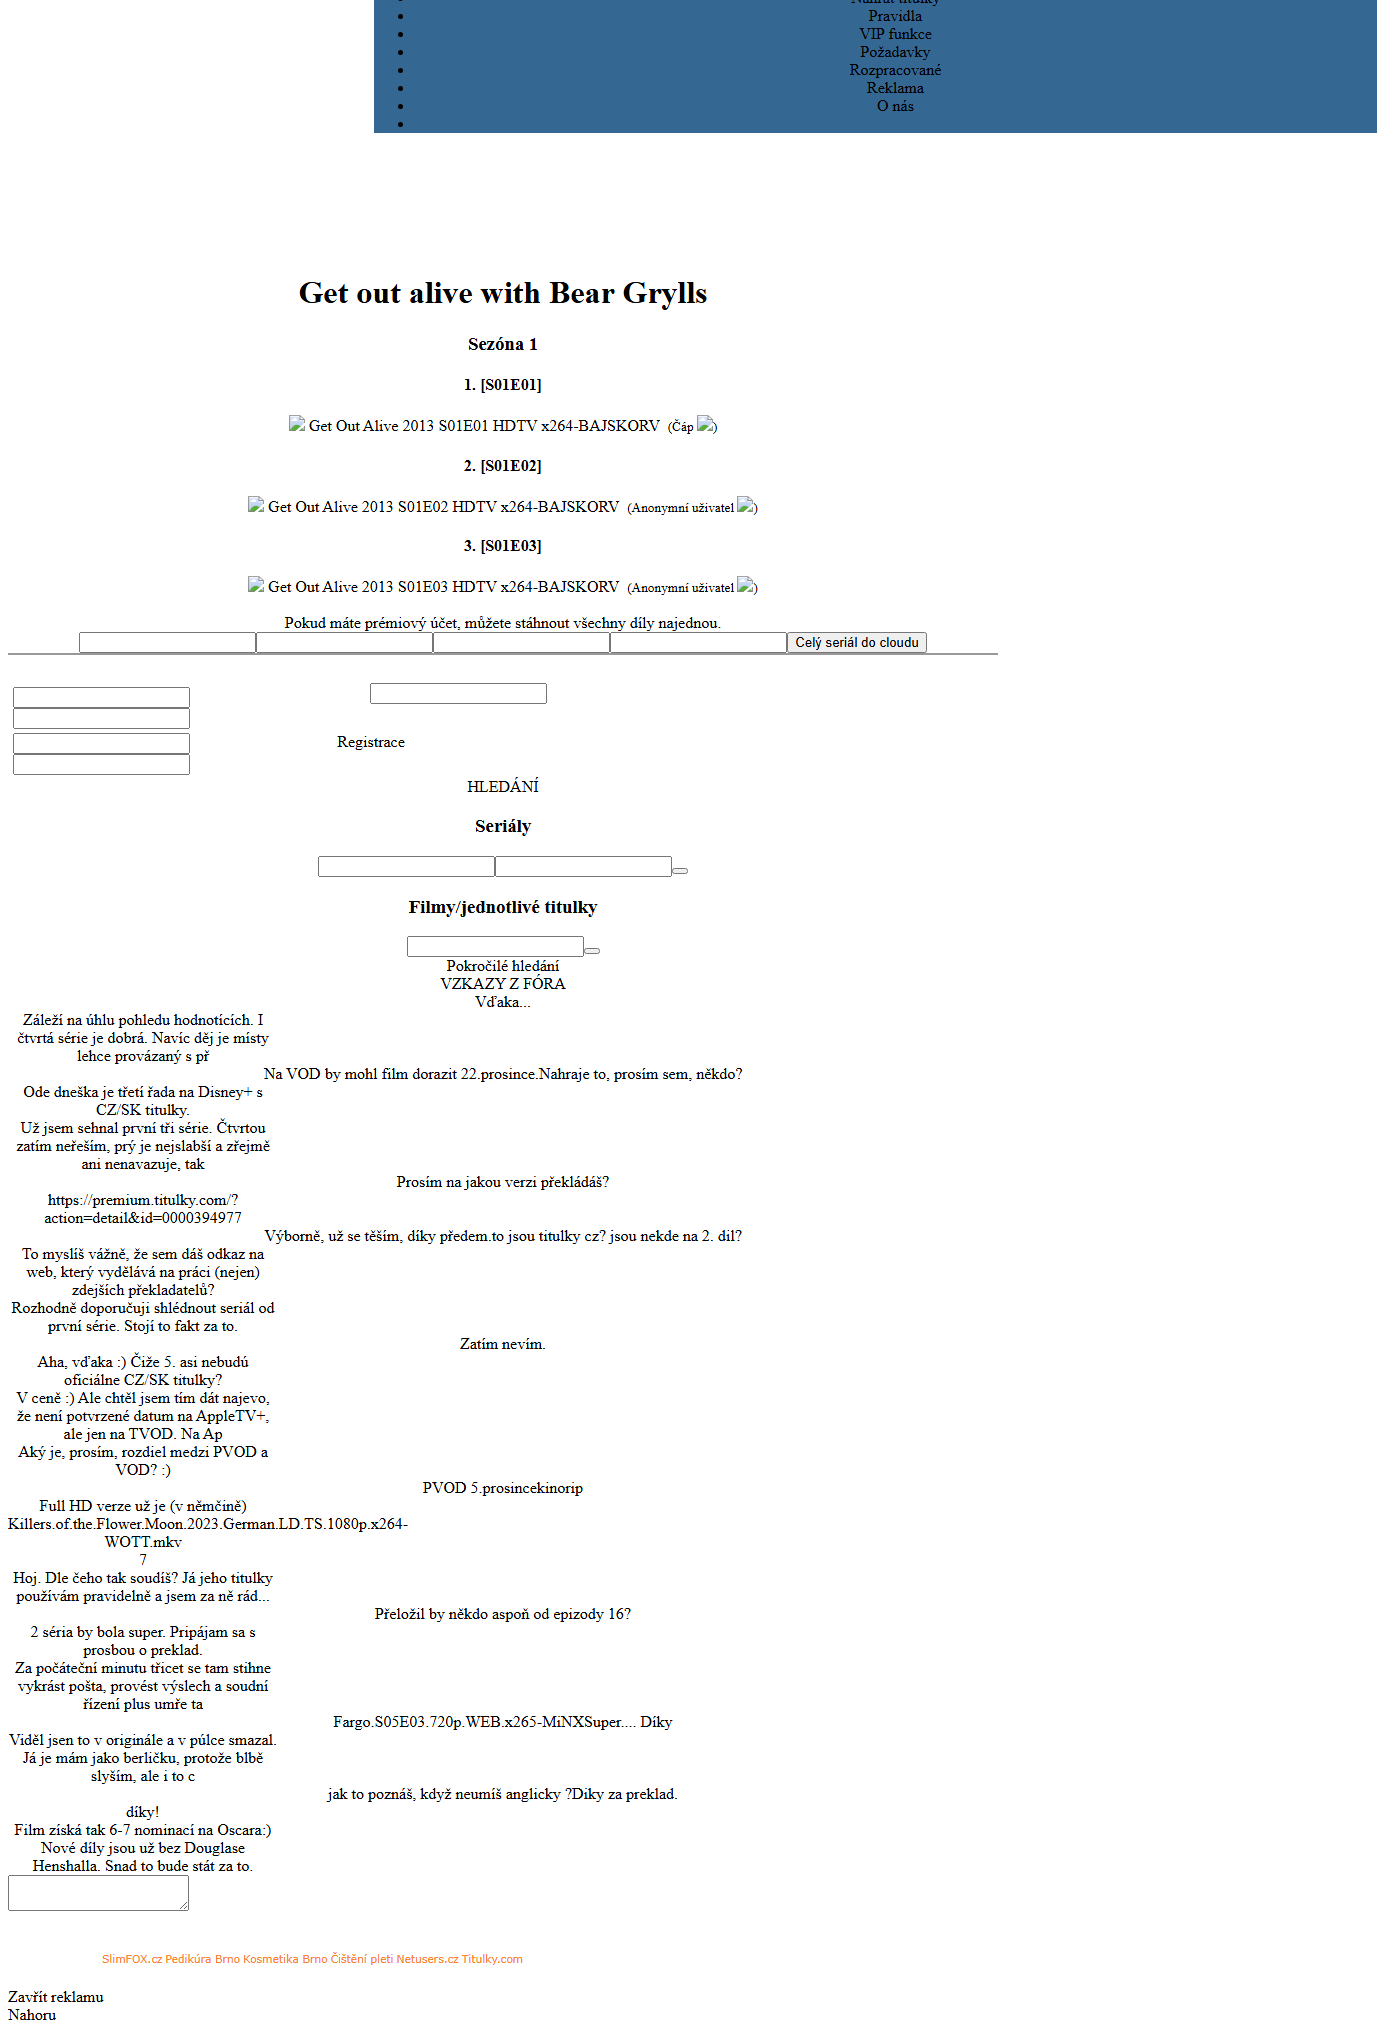 Nahrát titulky
Pravidla
VIP funkce
Požadavky
Rozpracované
Reklama
O nás
Get out alive with Bear Grylls
Sezóna 1
1. [S01E01]
Get Out Alive 2013 S01E01 HDTV x264-BAJSKORV (Čáp )
2. [S01E02]
Get Out Alive 2013 S01E02 HDTV x264-BAJSKORV (Anonymní uživatel )
3. [S01E03]
Get Out Alive 2013 S01E03 HDTV x264-BAJSKORV (Anonymní uživatel )
Pokud máte prémiový účet, můžete stáhnout všechny díly najednou.
Celý seriál do cloudu
Registrace
HLEDÁNÍ
Seriály
Filmy/jednotlivé titulky
Pokročilé hledání
VZKAZY Z FÓRA
Vďaka...
Záleží na úhlu pohledu hodnotících. I
čtvrtá série je dobrá. Navíc děj je místy
lehce provázaný s př
Na VOD by mohl film dorazit 22.prosince.Nahraje to, prosím sem, někdo?
Ode dneška je třetí řada na Disney+ s
CZ/SK titulky.
Už jsem sehnal první tři série. Čtvrtou
zatím neřeším, prý je nejslabší a zřejmě
ani nenavazuje, tak
Prosím na jakou verzi překládáš?
https://premium.titulky.com/?
action=detail&id=0000394977
Výborně, už se těším, díky předem.to jsou titulky cz? jsou nekde na 2. dil?
To myslíš vážně, že sem dáš odkaz na
web, který vydělává na práci (nejen)
zdejších překladatelů?
Rozhodně doporučuji shlédnout seriál od
první série. Stojí to fakt za to.
Zatím nevím.
Aha, vďaka :) Čiže 5. asi nebudú
oficiálne CZ/SK titulky?
V ceně :) Ale chtěl jsem tím dát najevo,
že není potvrzené datum na AppleTV+,
ale jen na TVOD. Na Ap
Aký je, prosím, rozdiel medzi PVOD a
VOD? :)
PVOD 5.prosincekinorip
Full HD verze už je (v němčině)
Killers.of.the.Flower.Moon.2023.German.LD.TS.1080p.x264-
WOTT.mkv
7
Hoj. Dle čeho tak soudíš? Já jeho titulky
používám pravidelně a jsem za ně rád...
Přeložil by někdo aspoň od epizody 16?
2 séria by bola super. Pripájam sa s
prosbou o preklad.
Za počáteční minutu třicet se tam stihne
vykrást pošta, provést výslech a soudní
řízení plus umře ta
Fargo.S05E03.720p.WEB.x265-MiNXSuper.... Díky
Viděl jsen to v originále a v púlce smazal.
Já je mám jako berličku, protože blbě
slyším, ale i to c
jak to poznáš, když neumíš anglicky ?Diky za preklad.
díky!
Film získá tak 6-7 nominací na Oscara:)
Nové díly jsou už bez Douglase
Henshalla. Snad to bude stát za to.
SlimFOX.cz Pedikúra Brno Kosmetika Brno Čištění pleti Netusers.cz Titulky.com
Zavřít reklamu
Nahoru